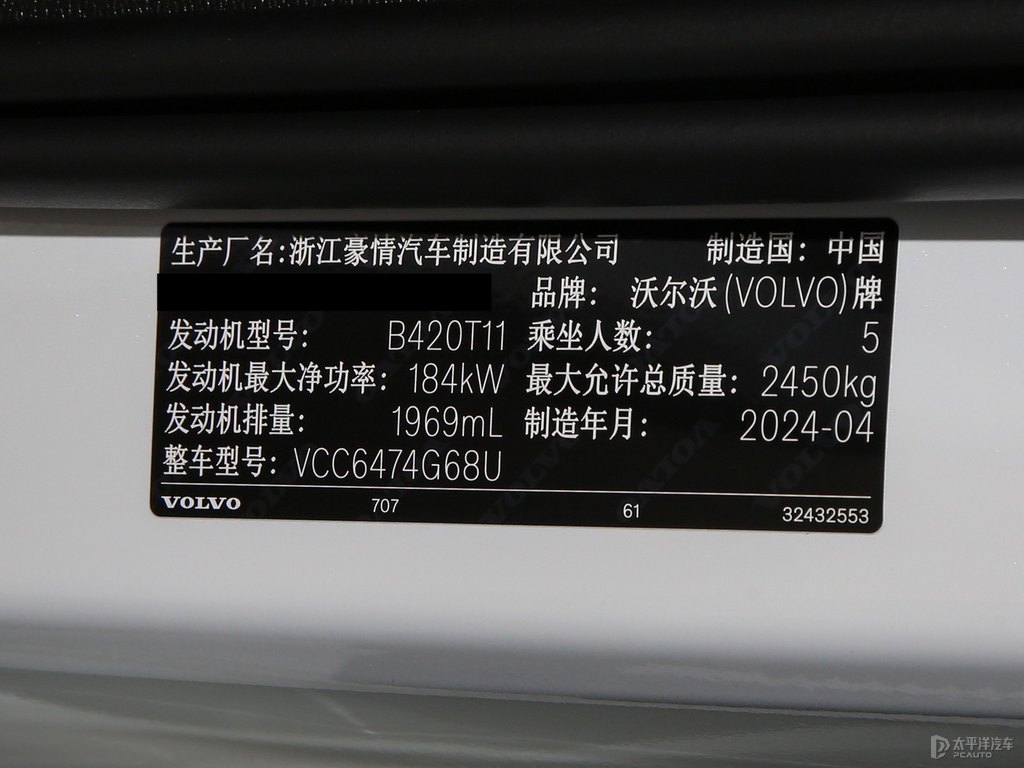 生产厂名:浙江豪情汽车制造有限公司 制造国：中国
品牌： 沃尔沃(VOLVO)牌
发动机型号： B420T11 乘坐人数： 5
发动机最大净功率： 184kW 最大允许总质量： 2450kg
发动机排量： 1969mL 制造年月： 2024-04
整车型号： VCC6474G68U
VOLVO 707 61 32432553
太平洋汽车
PCAUTO